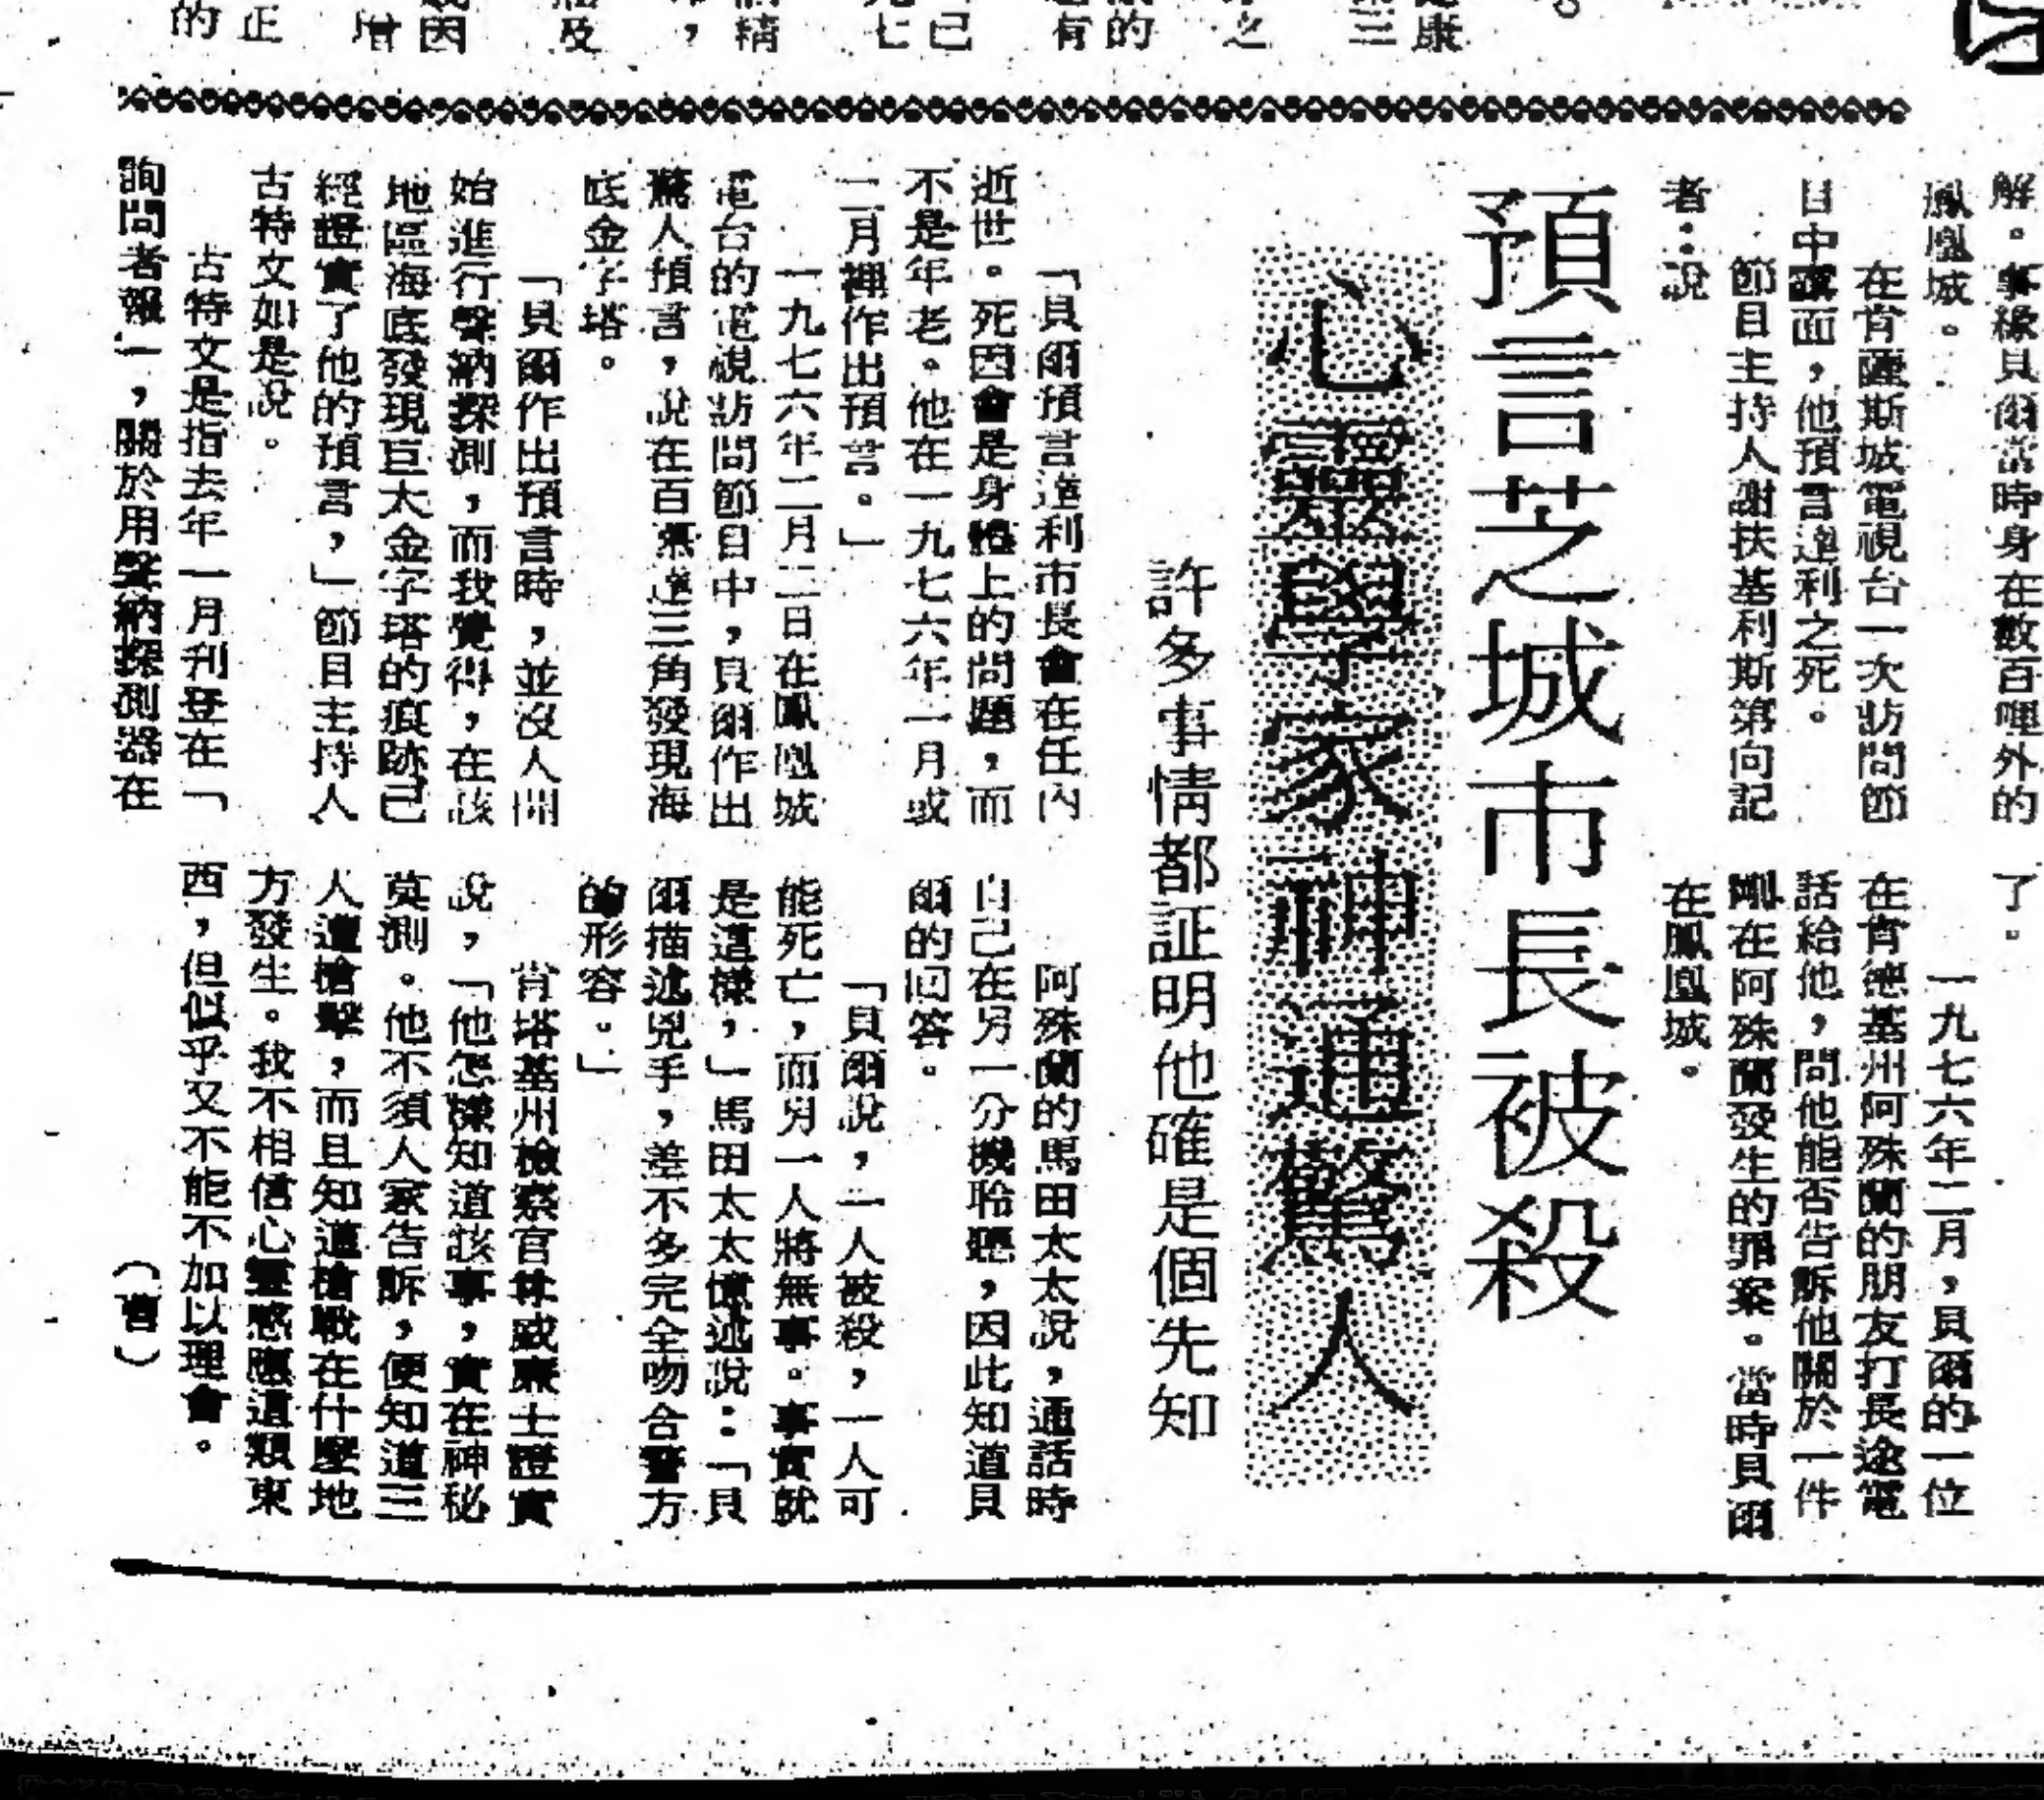 預言芝城市長被殺
心靈學家神通驚人
許多事情都証明他確是個先知
解。事緣貝爾當時身在數百哩外的
鳳凰城。
在肯薩斯城電視台一次訪問節
目中露面,他預言達利之死。
節目主持人謝扶基利斯第向記
者:說
「貝爾預言達利市長會在任內
逝世。死因會是身體上的問題,而
不是年老。他在一九七六年一月或
二月裡作出預言。」
一九七六年二月二日在鳳凰城
電台的電視訪問節目中,貝爾作出
驚人預言,說在百慕達三角發現海
底金字塔。
「貝爾作出預言時,並沒人開
始進行聲納探測,而我覺得,在該
地區海底發現巨大金字塔的痕跡己
經證實了他的預言,」節目主持人
古特文如是說。
古特文是指去年一月刊登在「
詢問者報」,關於用聲納探測器在
了。
一九七六年二月,貝爾的一位
在肯德基州阿殊蘭的朋友打長途電
話給他,問他能否告訴他關於一件
剛在阿殊蘭發生的罪案。當時貝爾
在鳳凰城。
阿殊蘭的馬田太太說,通話時
自己在另一分機聆聽,因此知道貝
爾的回答。
「貝爾說,一人被殺,一人可
能死亡,而另一人將無事。事實就
是這樣,」馬田太太憶述說:「貝
爾描述兇手,差不多完全吻合警方
的形容。」
肯塔基州檢察官韓威廉士證實
說,「他怎樣知道該事,實在神秘
莫測。他不須人家告訴,便知道三
人遭槍擊,而且知道槍戰在什麼地
方發生。我不相信心靈感應這類東
西,但似乎又不能不加以理會。
(曹)